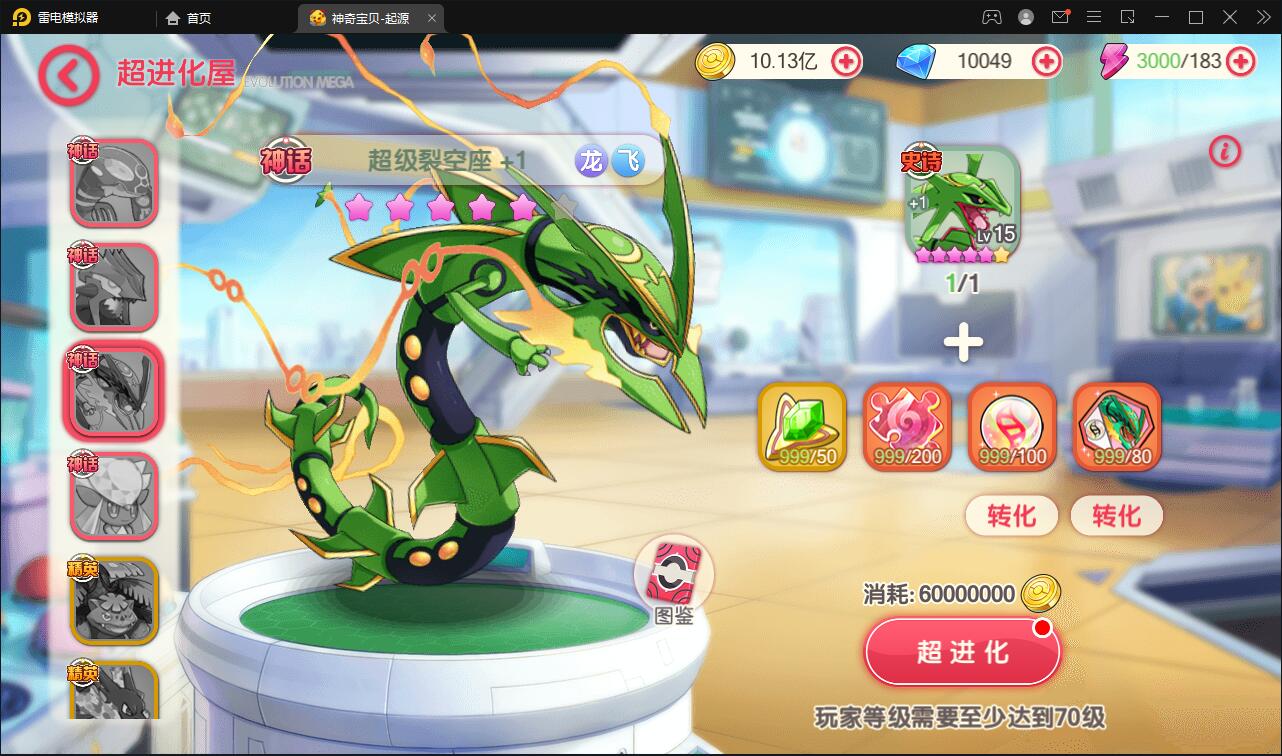 雷电模拟器
首页
神奇宝贝-起源
超进化屋
EVOLUTION MEGA
10.13亿
10049
3000/183
神话
神话
神话
神话
精英
精英
神话
超级裂空座 +1
龙 飞
史诗
+1
Lv 15
1/1
999/50
999/200
999/100
999/80
转化
转化
图鉴
消耗: 60000000
超进化
玩家等级需要至少达到70级